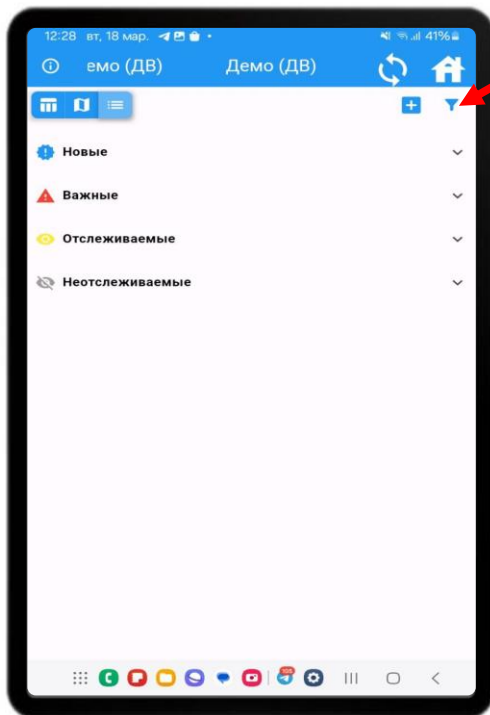 12:28 вт, 18 мар. 41%
емо (ДВ) Демо (ДВ)
Новые
Важные
Отслеживаемые
Неотслеживаемые